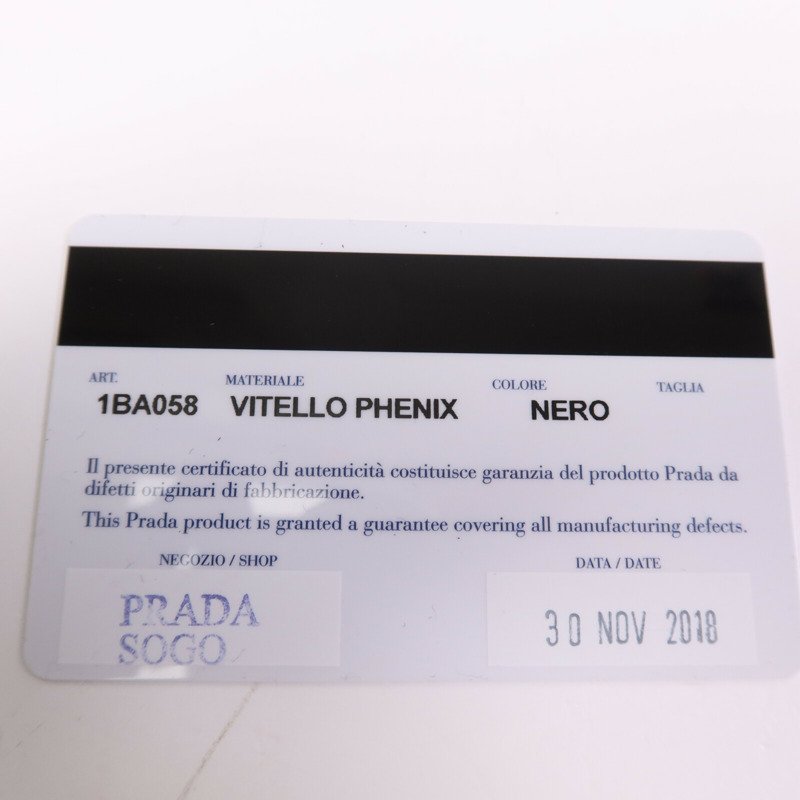 ART. MATERIALE COLORE TAGLIA
1BA058 VITELLO PHENIX NERO
Il presente certificato di autenticità costituisce garanzia del prodotto Prada da
difetti originari di fabbricazione.
This Prada product is granted a guarantee covering all manufacturing defects.
NEGOZIO / SHOP DATA / DATE
PRADA
SOGO
30 NOV 2018